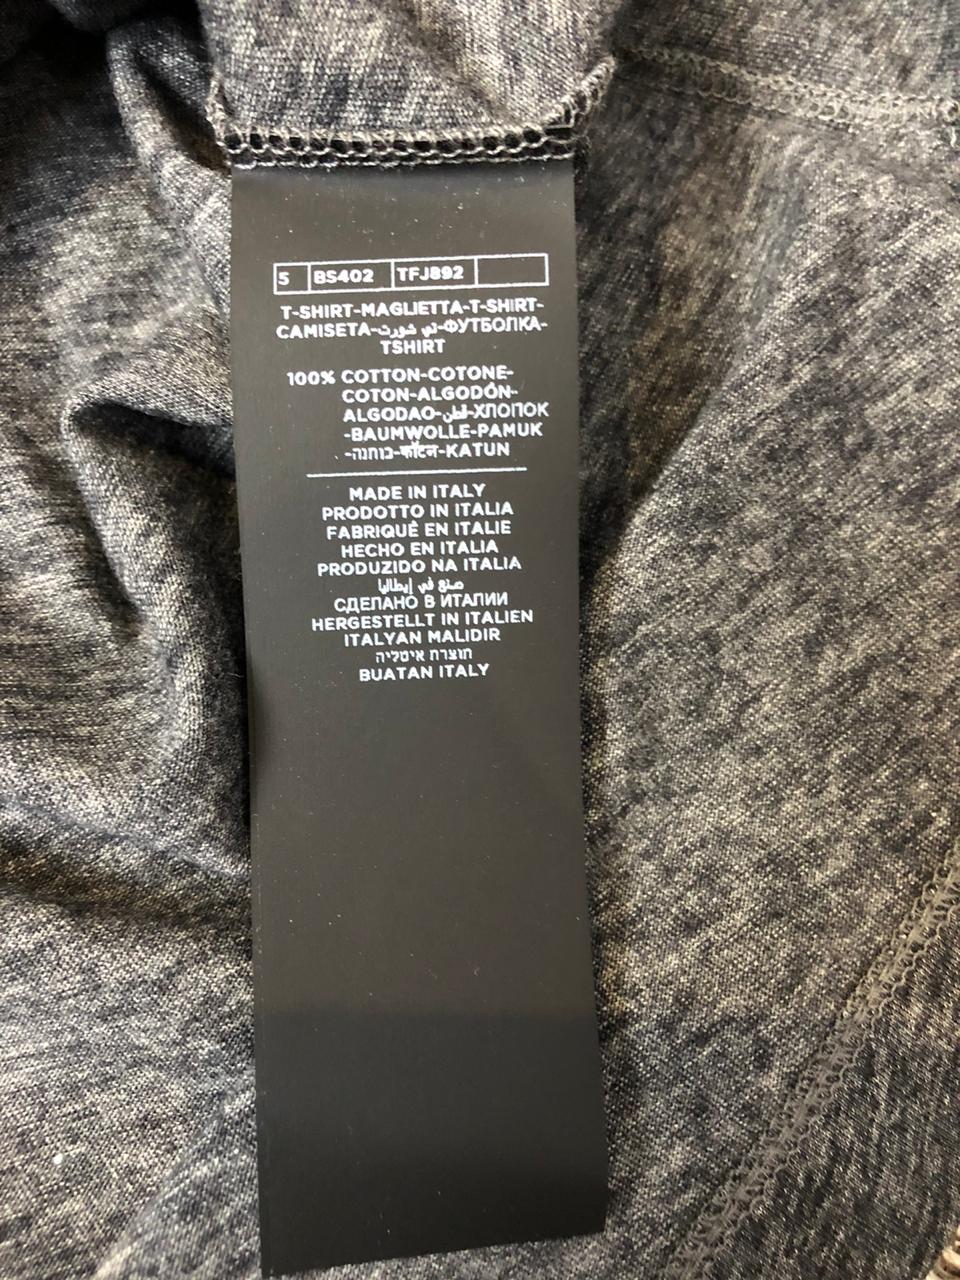 5 BS402 TFJ892
T-SHIRT-MAGLIETTA-T-SHIRT-
CAMISETA-تي شورت-ФУТБОЛКА-
TSHIRT
100% COTTON-COTONE-
COTON-ALGODÓN-
ALGODAO-قطن-ХЛОПОК
-BAUMWOLLE-PAMUK
-כותנה-कॉटन-KATUN
MADE IN ITALY
PRODOTTO IN ITALIA
FABRIQUÈ EN ITALIE
HECHO EN ITALIA
PRODUZIDO NA ITALIA
صنع في إيطاليا
СДЕЛАНО В ИТАЛИИ
HERGESTELLT IN ITALIEN
ITALYAN MALIDIR
תוצרת איטליה
BUATAN ITALY